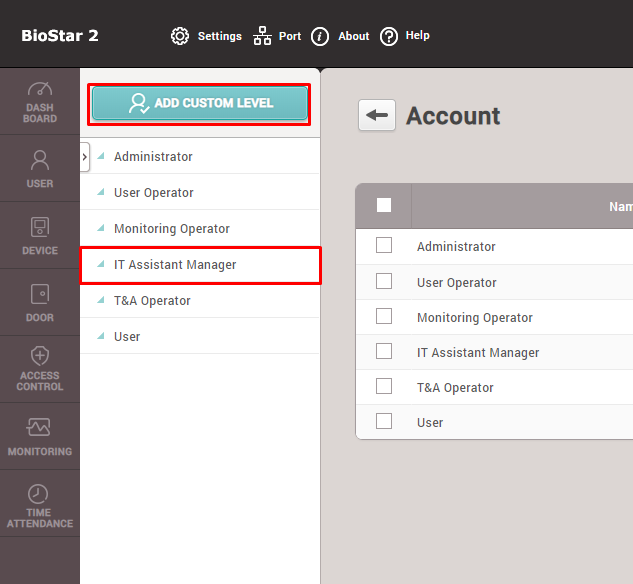 BioStar 2
Settings
Port
About
Help
DASH
BOARD
USER
DEVICE
DOOR
ACCESS
CONTROL
MONITORING
TIME
ATTENDANCE
ADD CUSTOM LEVEL
Administrator
User Operator
Monitoring Operator
IT Assistant Manager
T&A Operator
User
Account
Nam
Administrator
User Operator
Monitoring Operator
IT Assistant Manager
T&A Operator
User